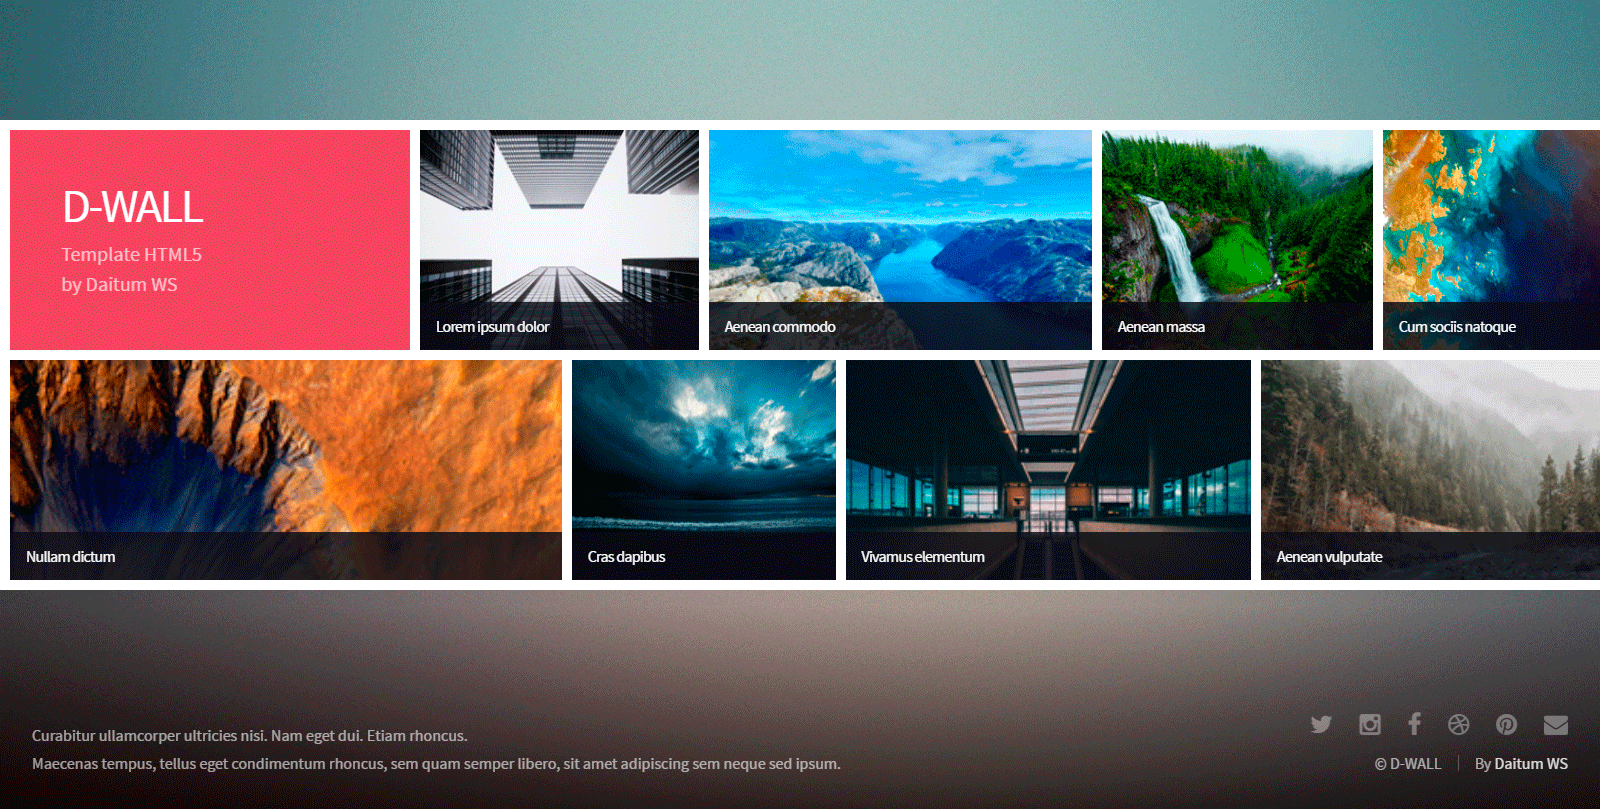 D-WALL
Template HTML5
by Daitum WS
Lorem ipsum dolor
Aenean commodo
Aenean massa
Cum sociis natoque
Nullam dictum
Cras dapibus
Vivamus elementum
Aenean vulputate
Curabitur ullamcorper ultricies nisi. Nam eget dui. Etiam rhoncus.
Maecenas tempus, tellus eget condimentum rhoncus, sem quam semper libero, sit amet adipiscing sem neque sed ipsum.
© D-WALL
By Daitum WS